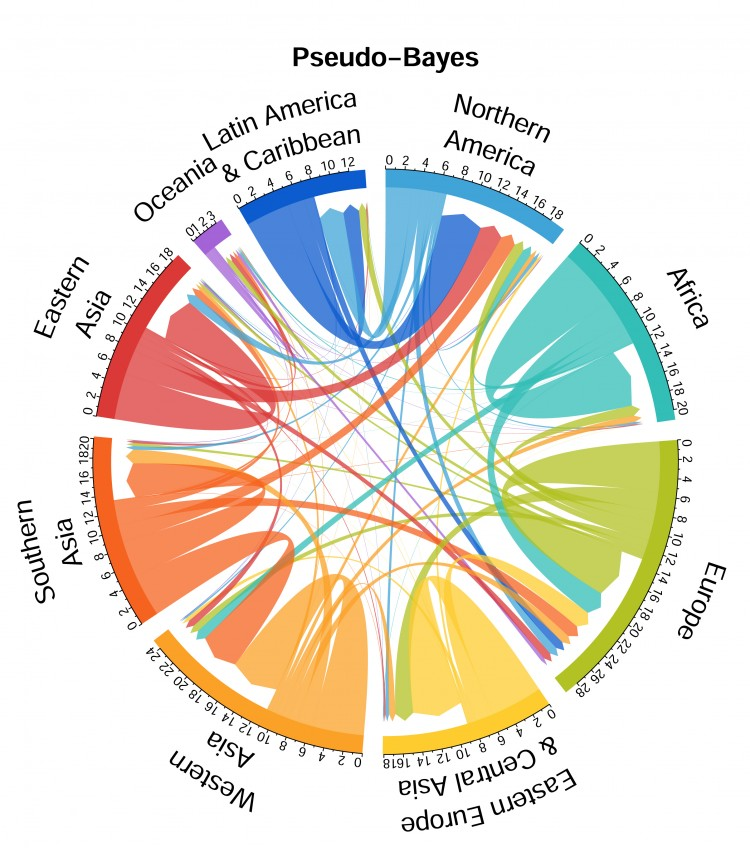 Pseudo−Bayes
Latin America
& Caribbean
0 2 4 6 8 10 12
Northern
America
0 2 4 6 8 10 12 14 16 18
Africa
0 2 4 6 8 10 12 14 16 18 20
Europe
0 2 4 6 8 10 12 14 16 18 20 22 24 26 28
Eastern Europe
& Central Asia
0 2 4 6 8 10 12 14 16 18
Western
Asia
0 2 4 6 8 10 12 14 16 18 20 22 24
Southern
Asia
0 2 4 6 8 10 12 14 16 18 20
Eastern
Asia
0 2 4 6 8 10 12 14 16 18
Oceania
0 1 2 3